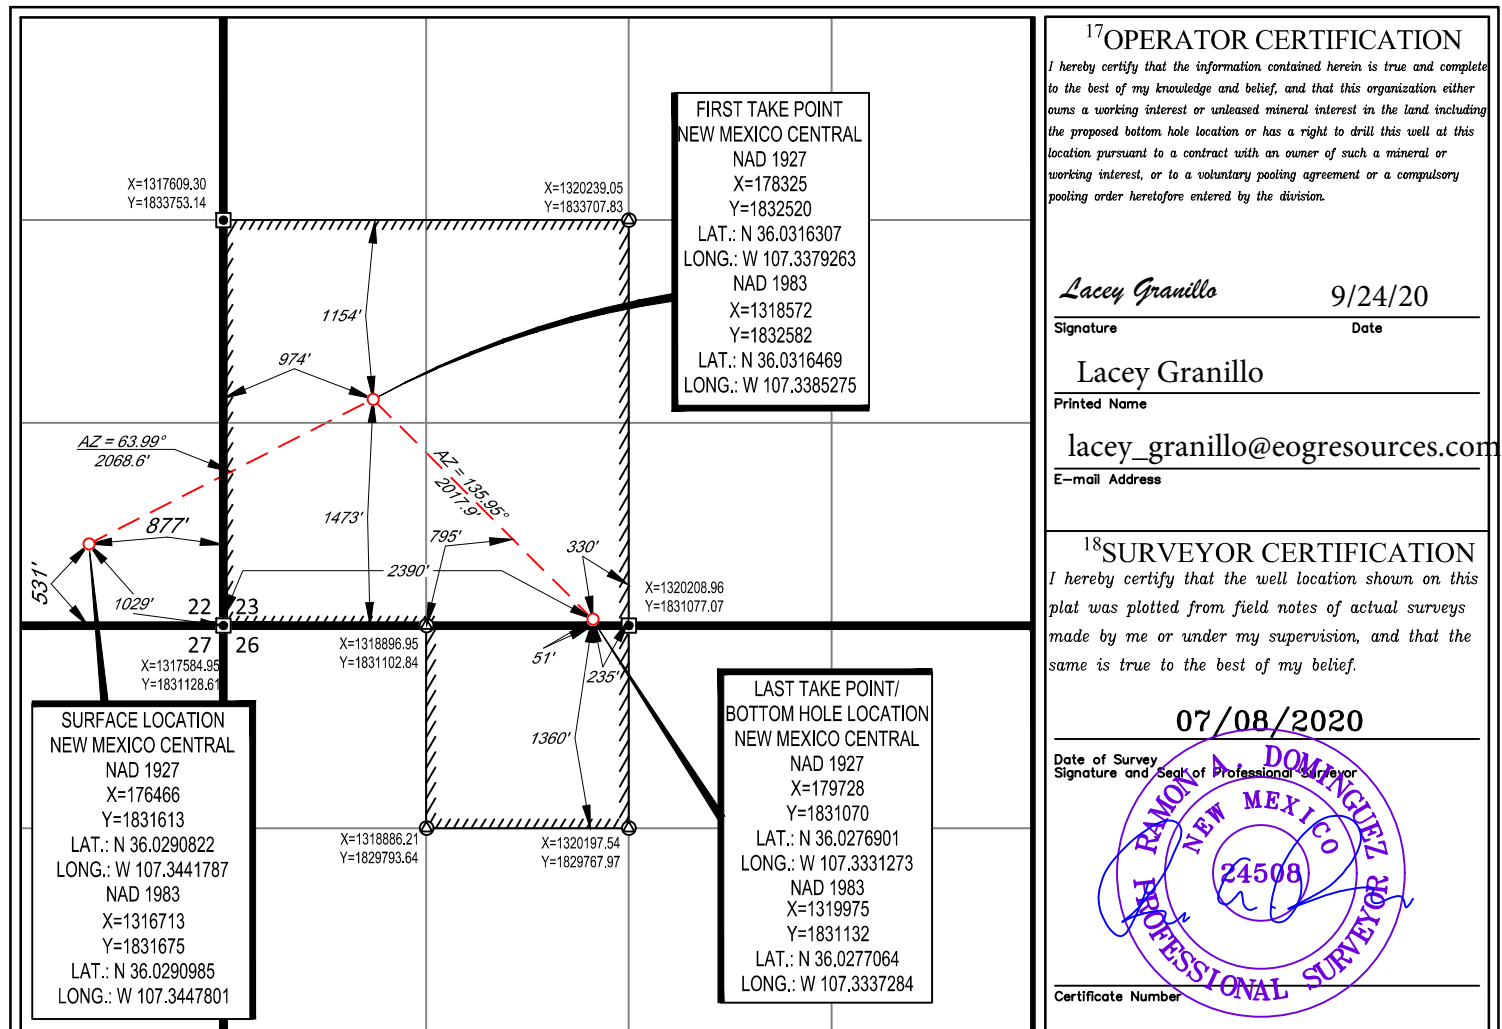 X=1317609.30
Y=1833753.14
X=1320239.05
Y=1833707.83
FIRST TAKE POINT
NEW MEXICO CENTRAL
NAD 1927
X=178325
Y=1832520
LAT.: N 36.0316307
LONG.: W 107.3379263
NAD 1983
X=1318572
Y=1832582
LAT.: N 36.0316469
LONG.: W 107.3385275
1154'
974'
AZ = 63.99°
2068.6'
AZ = 135.95°
2017.9'
1473'
877'
795'
330'
531'
1029'
2390'
22 23
27 26
X=1320208.96
Y=1831077.07
X=1317584.95
Y=1831128.61
X=1318896.95
Y=1831102.84
51'
235'
1360'
X=1318886.21
Y=1829793.64
X=1320197.54
Y=1829767.97
SURFACE LOCATION
NEW MEXICO CENTRAL
NAD 1927
X=176466
Y=1831613
LAT.: N 36.0290822
LONG.: W 107.3441787
NAD 1983
X=1316713
Y=1831675
LAT.: N 36.0290985
LONG.: W 107.3447801
LAST TAKE POINT/
BOTTOM HOLE LOCATION
NEW MEXICO CENTRAL
NAD 1927
X=179728
Y=1831070
LAT.: N 36.0276901
LONG.: W 107.3331273
NAD 1983
X=1319975
Y=1831132
LAT.: N 36.0277064
LONG.: W 107.3337284
17OPERATOR CERTIFICATION
I hereby certify that the information contained herein is true and complete
to the best of my knowledge and belief, and that this organization either
owns a working interest or unleased mineral interest in the land including
the proposed bottom hole location or has a right to drill this well at this
location pursuant to a contract with an owner of such a mineral or
working interest, or to a voluntary pooling agreement or a compulsory
pooling order heretofore entered by the division.
Lacey Granillo 9/24/20
Signature Date
Lacey Granillo
Printed Name
lacey_granillo@eogresources.com
E-mail Address
18SURVEYOR CERTIFICATION
I hereby certify that the well location shown on this
plat was plotted from field notes of actual surveys
made by me or under my supervision, and that the
same is true to the best of my belief.
07/08/2020
Date of Survey
Signature and Seal of Professional Surveyor
RAMON A. DOMINGUEZ
NEW MEXICO
24508
PROFESSIONAL SURVEYOR
Certificate Number